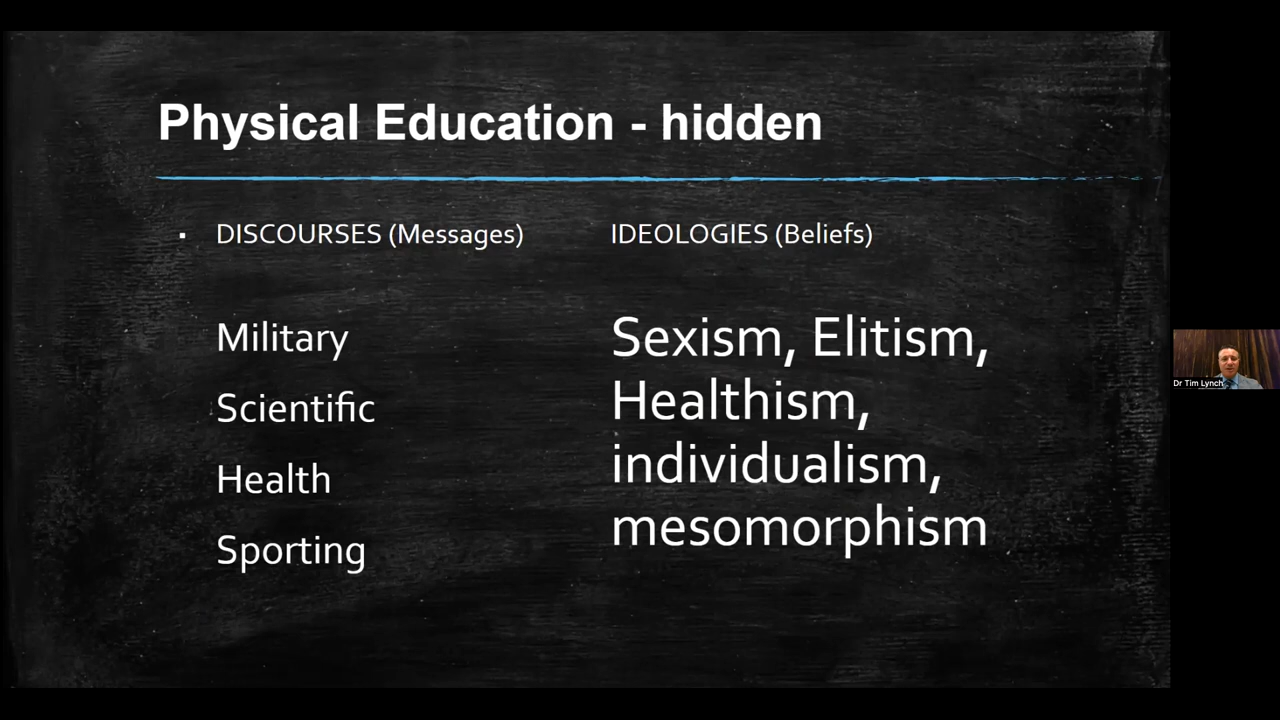 Physical Education - hidden
▪ DISCOURSES (Messages)
Military
Scientific
Health
Sporting
IDEOLOGIES (Beliefs)
Sexism, Elitism,
Healthism,
individualism,
mesomorphism
Dr Tim Lynch